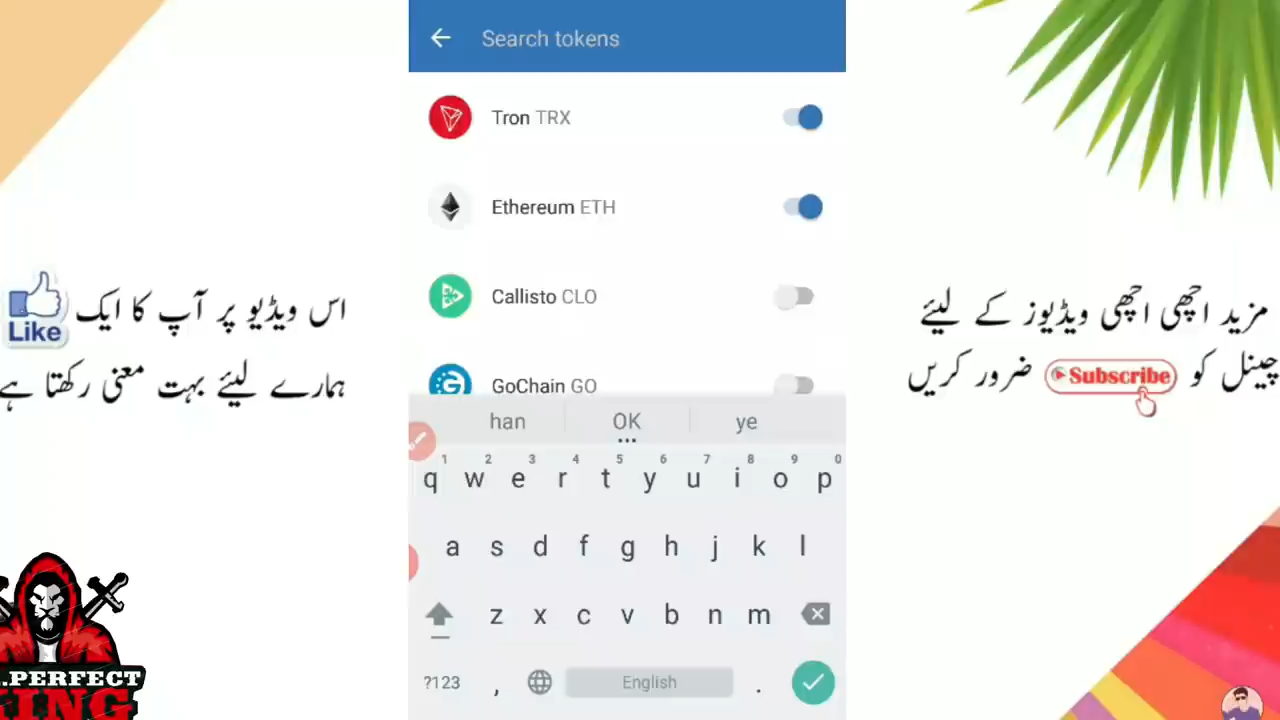 Search tokens
Tron TRX
Ethereum ETH
Callisto CLO
GoChain GO
اس ویڈیو پر آپ کا ایک Like
ہمارے لیئے بہت معنی رکھتا ہے
مزید اچھی اچھی ویڈیوز کے لیئے
چینل کو Subscribe ضرور کریں
han OK ye
1 2 3 4 5 6 7 8 9 0
q w e r t y u i o p
a s d f g h j k l
z x c v b n m
?123 , English .
.PERFECT
KING